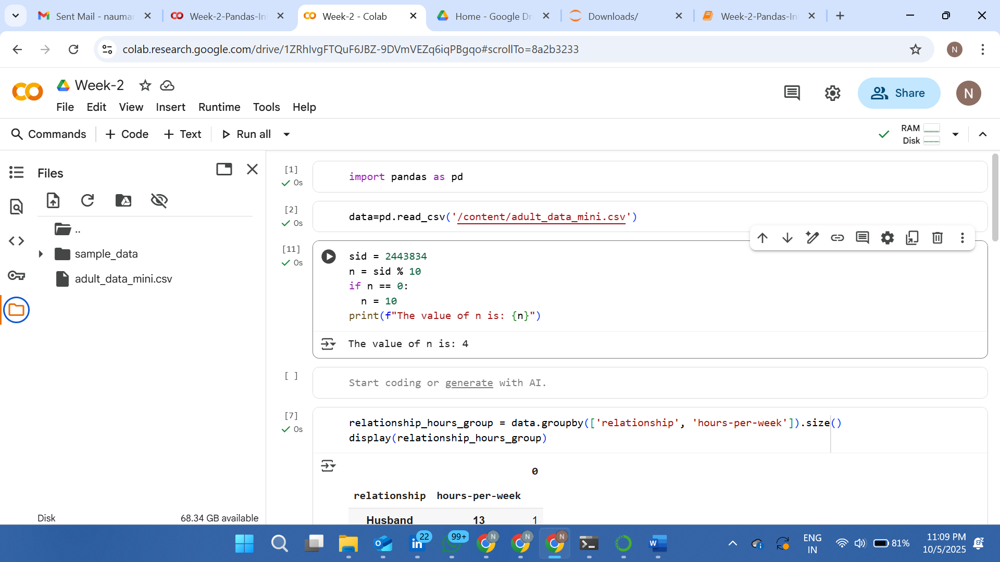 Sent Mail - nauma
Week-2-Pandas-In
Week-2 - Colab
Home - Google Dr
Downloads/
Week-2-Pandas-In
colab.research.google.com/drive/1ZRhIvgFTQuF6JBZ-9DVmVEZq6iqPBgqo#scrollTo=8a2b3233
N
Week-2
Share
N
File Edit View Insert Runtime Tools Help
Commands + Code + Text Run all
RAM
Disk
Files
..
sample_data
adult_data_mini.csv
Disk 68.34 GB available
[1]
0s
import pandas as pd
[2]
0s
data=pd.read_csv('/content/adult_data_mini.csv')
[11]
0s
sid = 2443834
n = sid % 10
if n == 0:
  n = 10
print(f"The value of n is: {n}")
The value of n is: 4
[ ]
Start coding or generate with AI.
[7]
0s
relationship_hours_group = data.groupby(['relationship', 'hours-per-week']).size()
display(relationship_hours_group)
0
relationship hours-per-week
Husband 13 1
22
99+
N
N
N
ENG
IN
81%
11:09 PM
10/5/2025